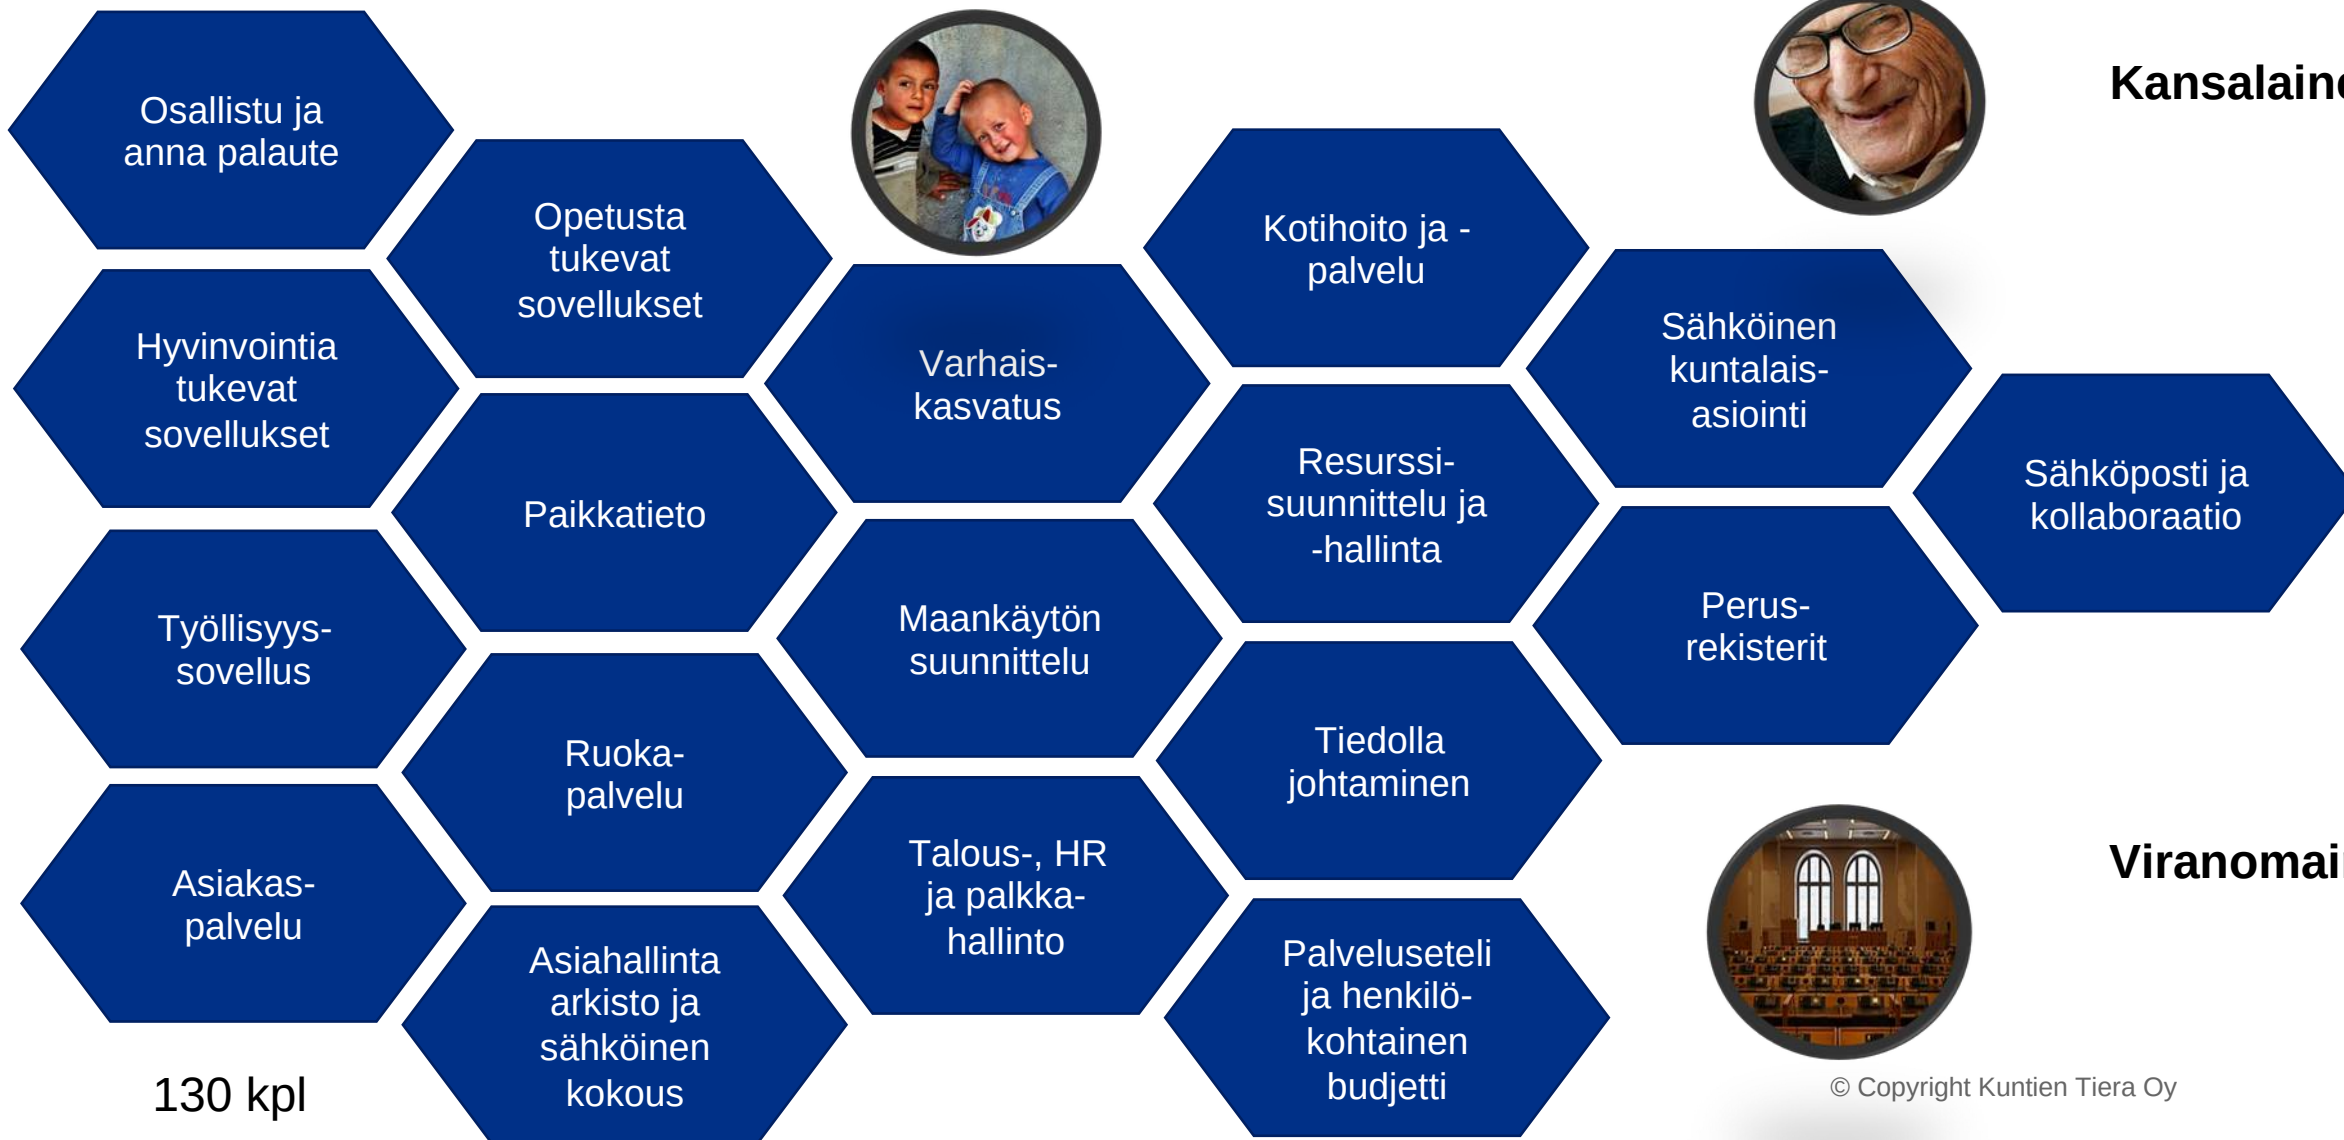 Osallistu ja
anna palaute
Hyvinvointia
tukevat
sovellukset
Työllisyys-
sovellus
Asiakas-
palvelu
130 kpl
Opetusta
tukevat
sovellukset
Paikkatieto
Ruoka-
palvelu
Asiahallinta
arkisto ja
sähköinen
kokous
Varhais-
kasvatus
Maankäytön
suunnittelu
Talous-, HR
ja palkka-
hallinto
Kotihoito ja -
palvelu
Resurssi-
suunnittelu ja
-hallinta
Tiedolla
johtaminen
Palveluseteli
ja henkilö-
kohtainen
budjetti
Sähköinen
kuntalais-
asiointi
Perus-
rekisterit
Sähköposti ja
kollaboraatio
© Copyright Kuntien Tiera Oy